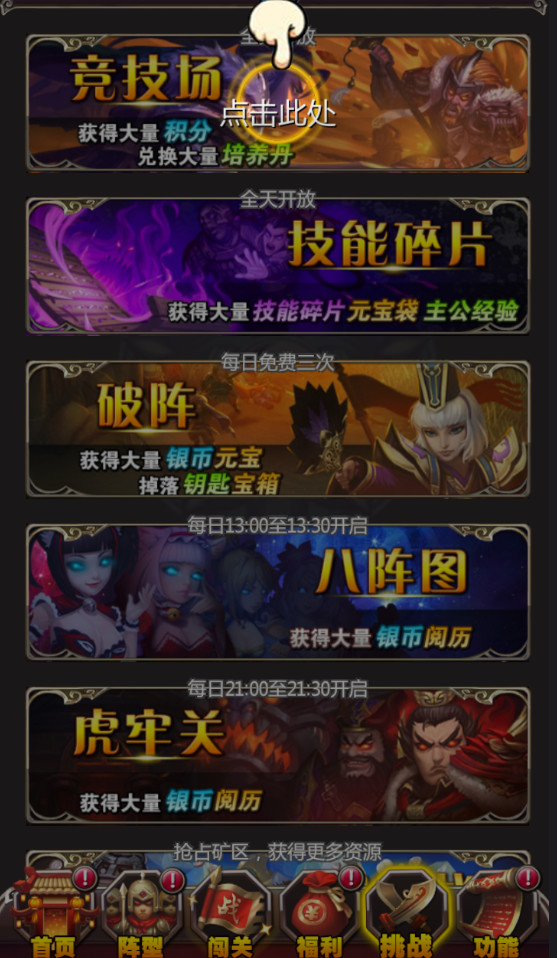 全天开放
竞技场
点击此处
获得大量 积分
兑换大量 培养丹
全天开放
技能碎片
获得大量 技能碎片 元宝袋 主公经验
每日免费三次
破阵
获得大量 银币 元宝
掉落 钥匙 宝箱
每日13:00至13:30开启
八阵图
获得大量 银币 阅历
每日21:00至21:30开启
虎牢关
获得大量 银币 阅历
抢占矿区，获得更多资源
战
首页 阵型 闯关 福利 挑战 功能